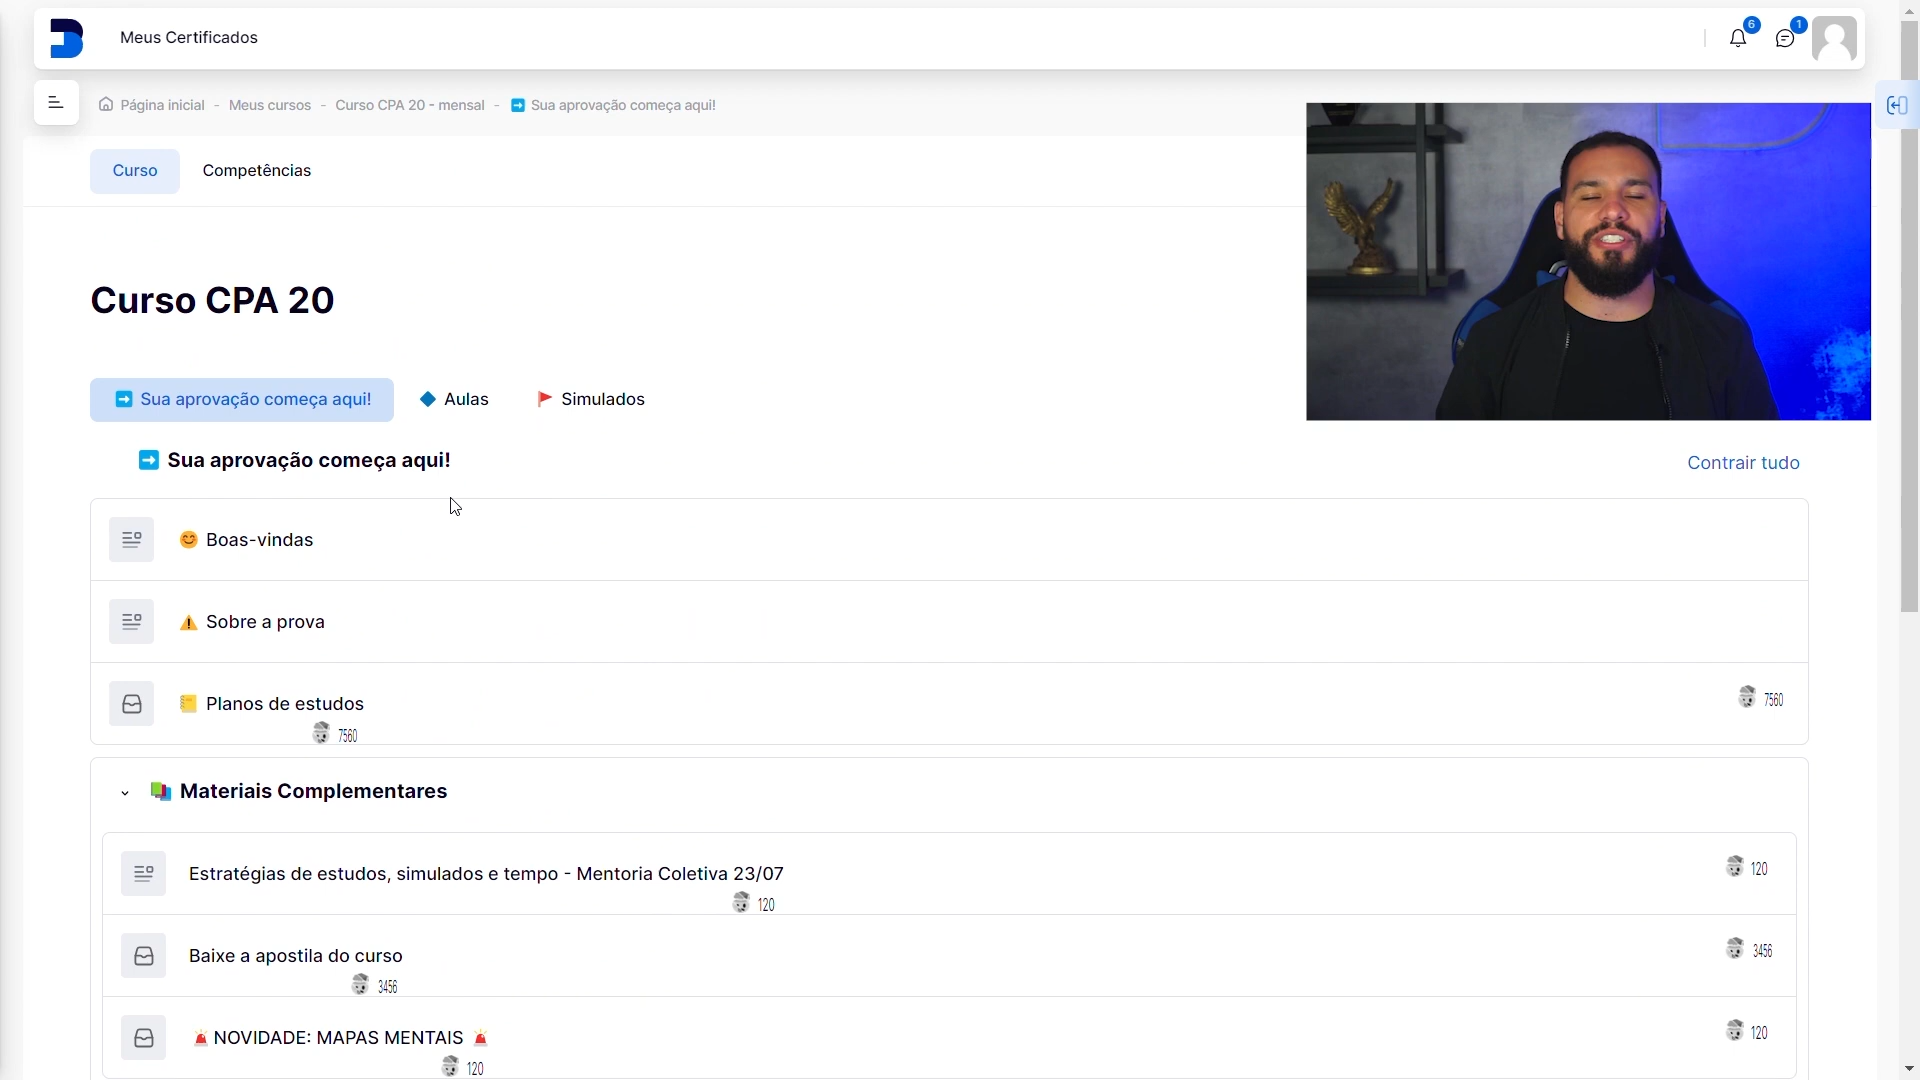 Meus Certificados
6
1
Página inicial - Meus cursos - Curso CPA 20 - mensal - ➡️ Sua aprovação começa aqui!
Curso
Competências
Curso CPA 20
➡️ Sua aprovação começa aqui!
🔷 Aulas
🚩 Simulados
➡️ Sua aprovação começa aqui!
Contrair tudo
😊 Boas-vindas
⚠️ Sobre a prova
📒 Planos de estudos
7560
7560
📚 Materiais Complementares
Estratégias de estudos, simulados e tempo - Mentoria Coletiva 23/07
120
120
Baixe a apostila do curso
3456
3456
🚨 NOVIDADE: MAPAS MENTAIS 🚨
120
120